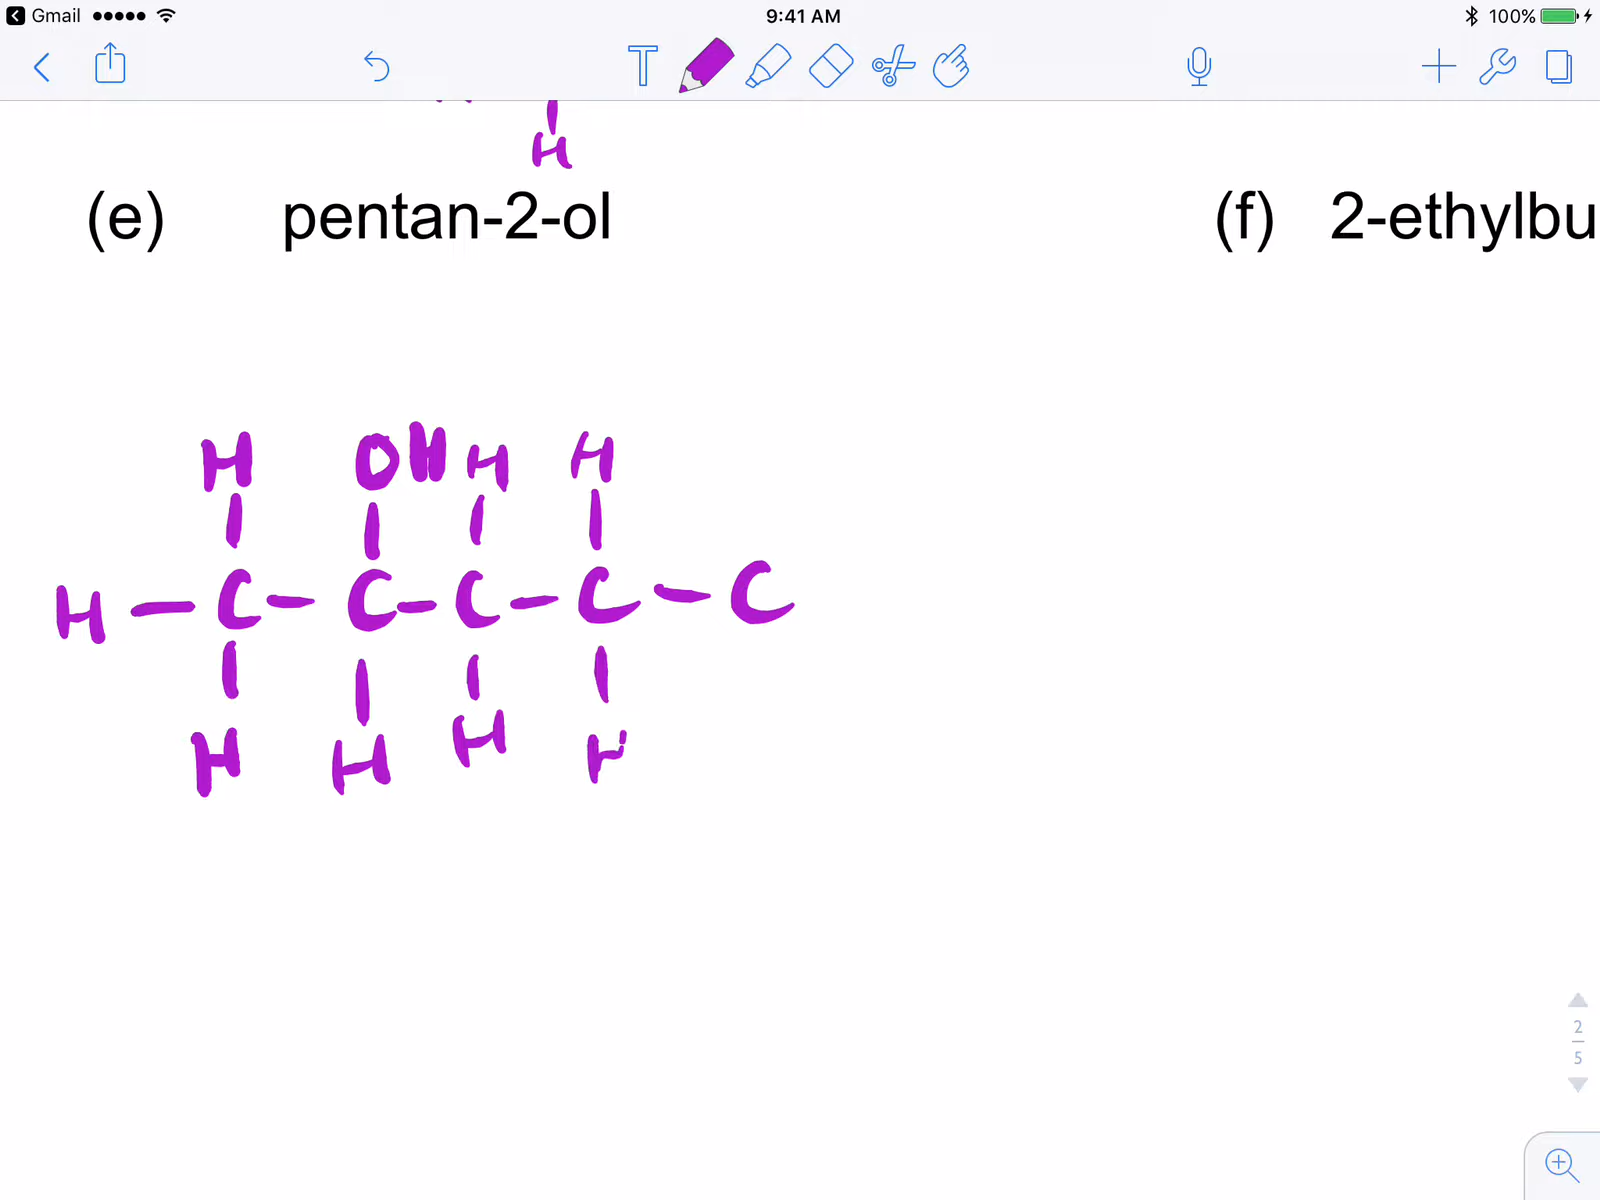 Gmail 9:41 AM 100%
T
H
(e) pentan-2-ol (f) 2-ethylbu
H OH H H
H - C - C - C - C - C
H H H H
2
5